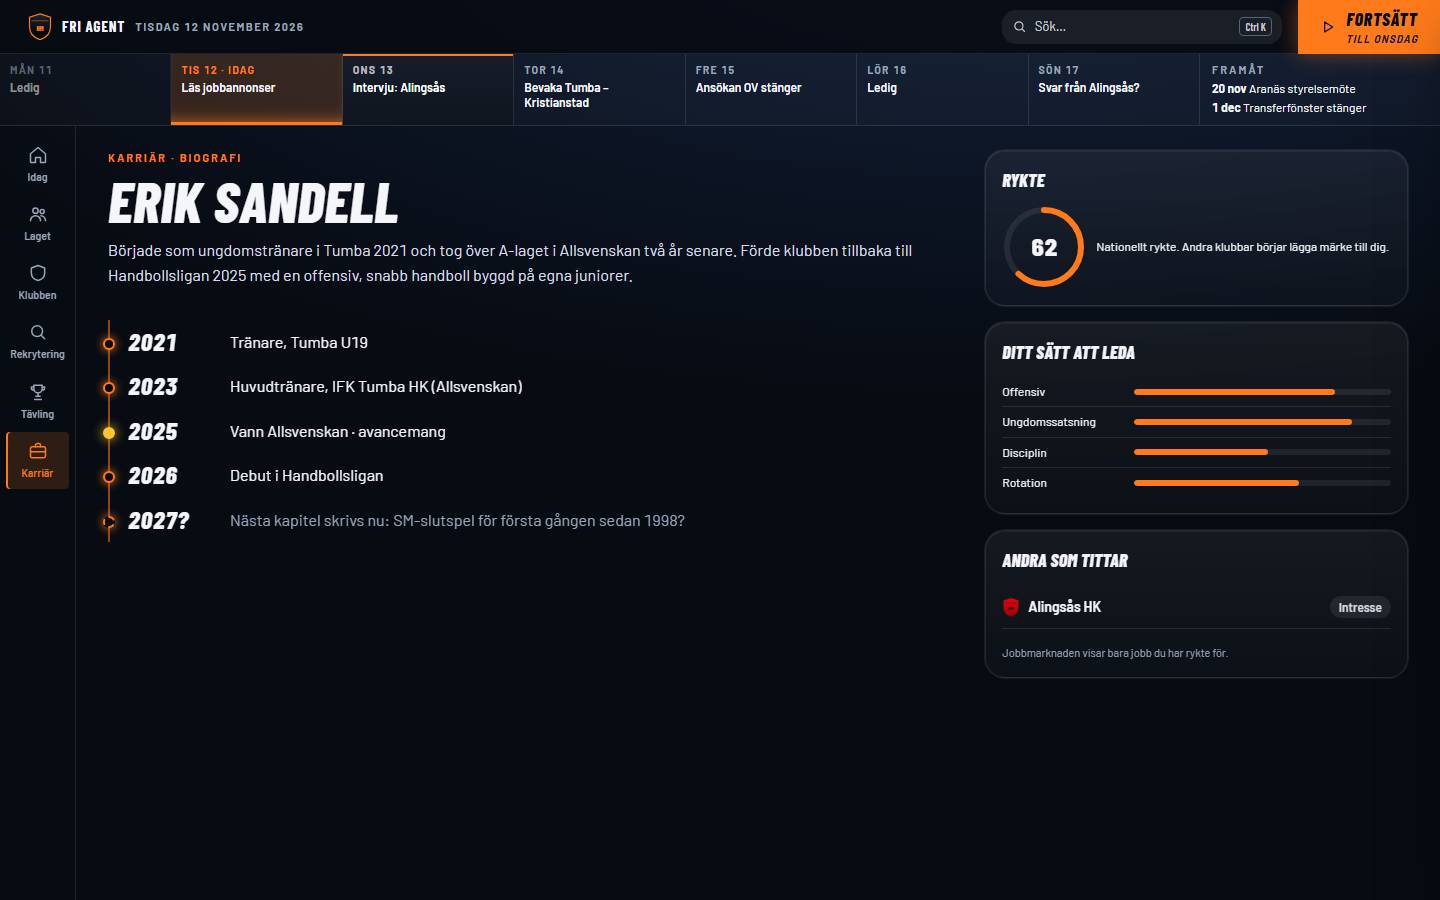 FRI AGENT TISDAG 12 NOVEMBER 2026
Sök... Ctrl K
FORTSÄTT
TILL ONSDAG
MÅN 11
Ledig
TIS 12 · IDAG
Läs jobbannonser
ONS 13
Intervju: Alingsås
TOR 14
Bevaka Tumba –
Kristianstad
FRE 15
Ansökan OV stänger
LÖR 16
Ledig
SÖN 17
Svar från Alingsås?
FRAMÅT
20 nov Aranäs styrelsemöte
1 dec Transferfönster stänger
Idag
Laget
Klubben
Rekrytering
Tävling
Karriär
KARRIÄR · BIOGRAFI
ERIK SANDELL
Började som ungdomstränare i Tumba 2021 och tog över A-laget i Allsvenskan två år senare. Förde klubben tillbaka till
Handbollsligan 2025 med en offensiv, snabb handboll byggd på egna juniorer.
2021 Tränare, Tumba U19
2023 Huvudtränare, IFK Tumba HK (Allsvenskan)
2025 Vann Allsvenskan · avancemang
2026 Debut i Handbollsligan
2027? Nästa kapitel skrivs nu: SM-slutspel för första gången sedan 1998?
RYKTE
62 Nationellt rykte. Andra klubbar börjar lägga märke till dig.
DITT SÄTT ATT LEDA
Offensiv
Ungdomssatsning
Disciplin
Rotation
ANDRA SOM TITTAR
Alingsås HK Intresse
Jobbmarknaden visar bara jobb du har rykte för.